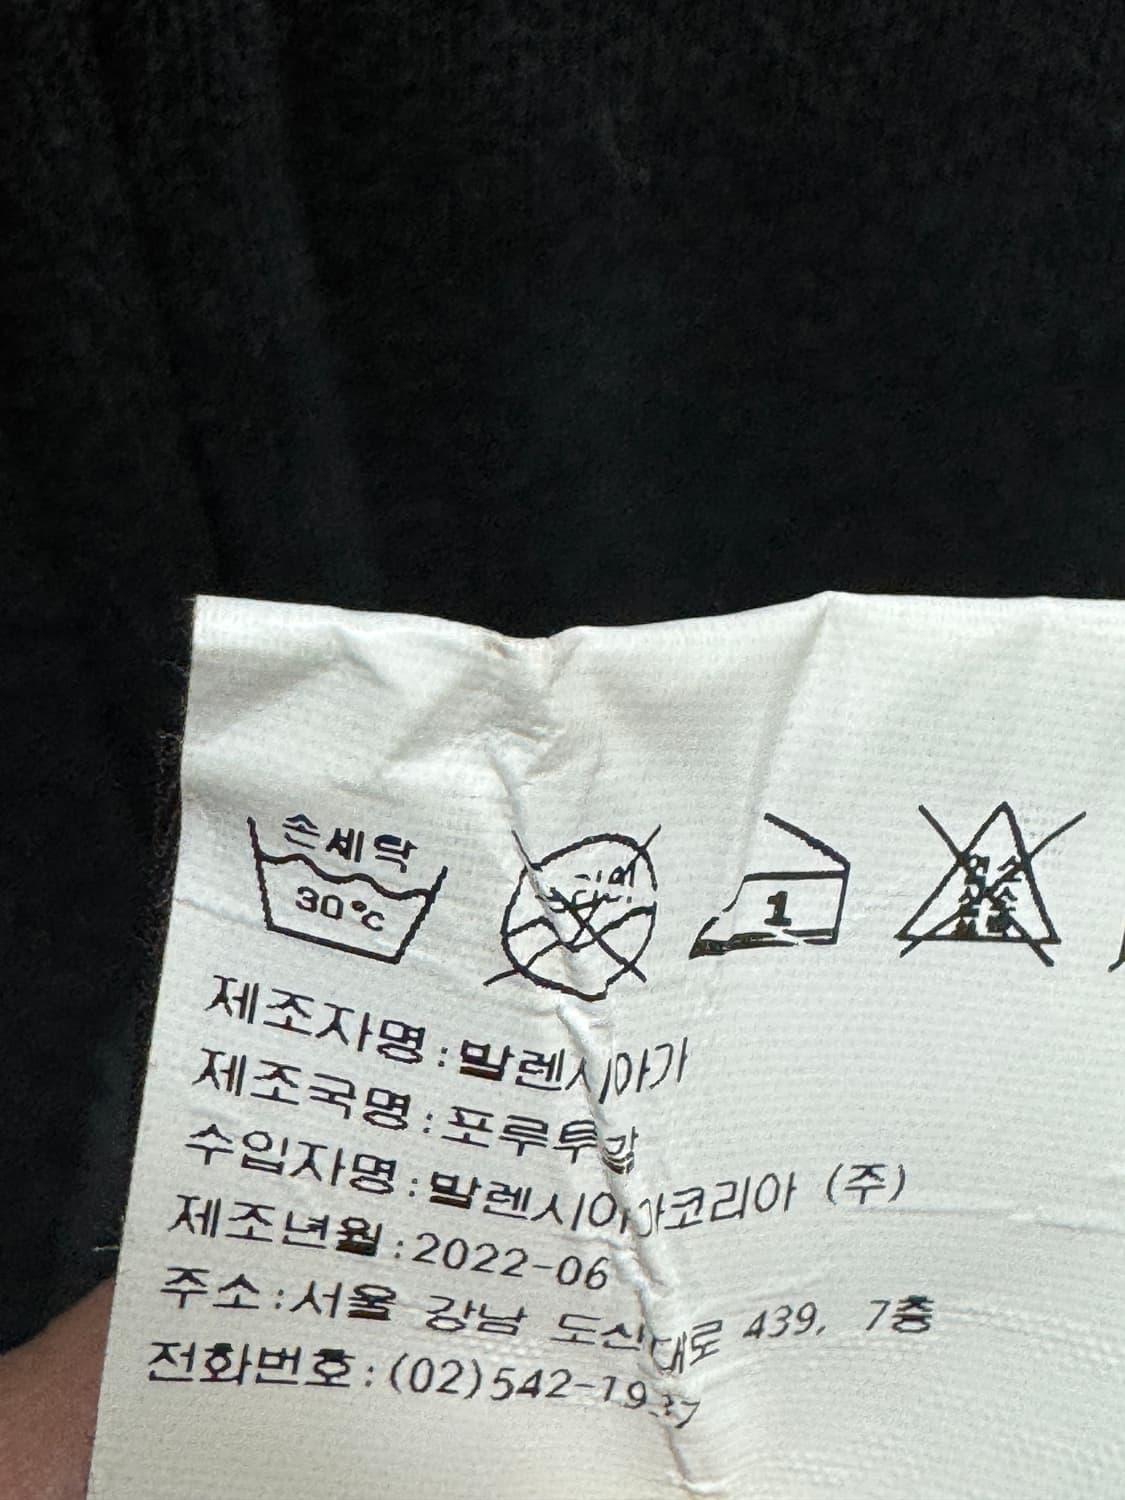 손세탁
30℃
1
제조자명:발렌시아가
제조국명:포루투갈
수입자명:발렌시아가코리아 (주)
제조년월:2022-06
주소:서울 강남 도산대로 439, 7층
전화번호:(02)542-1937